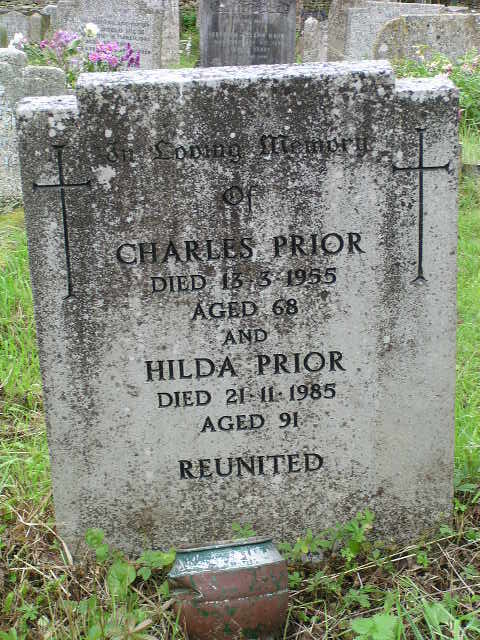 In Loving Memory
Of
CHARLES PRIOR
DIED 13·3·1955
AGED 68
AND
HILDA PRIOR
DIED 21·11·1985
AGED 91
REUNITED